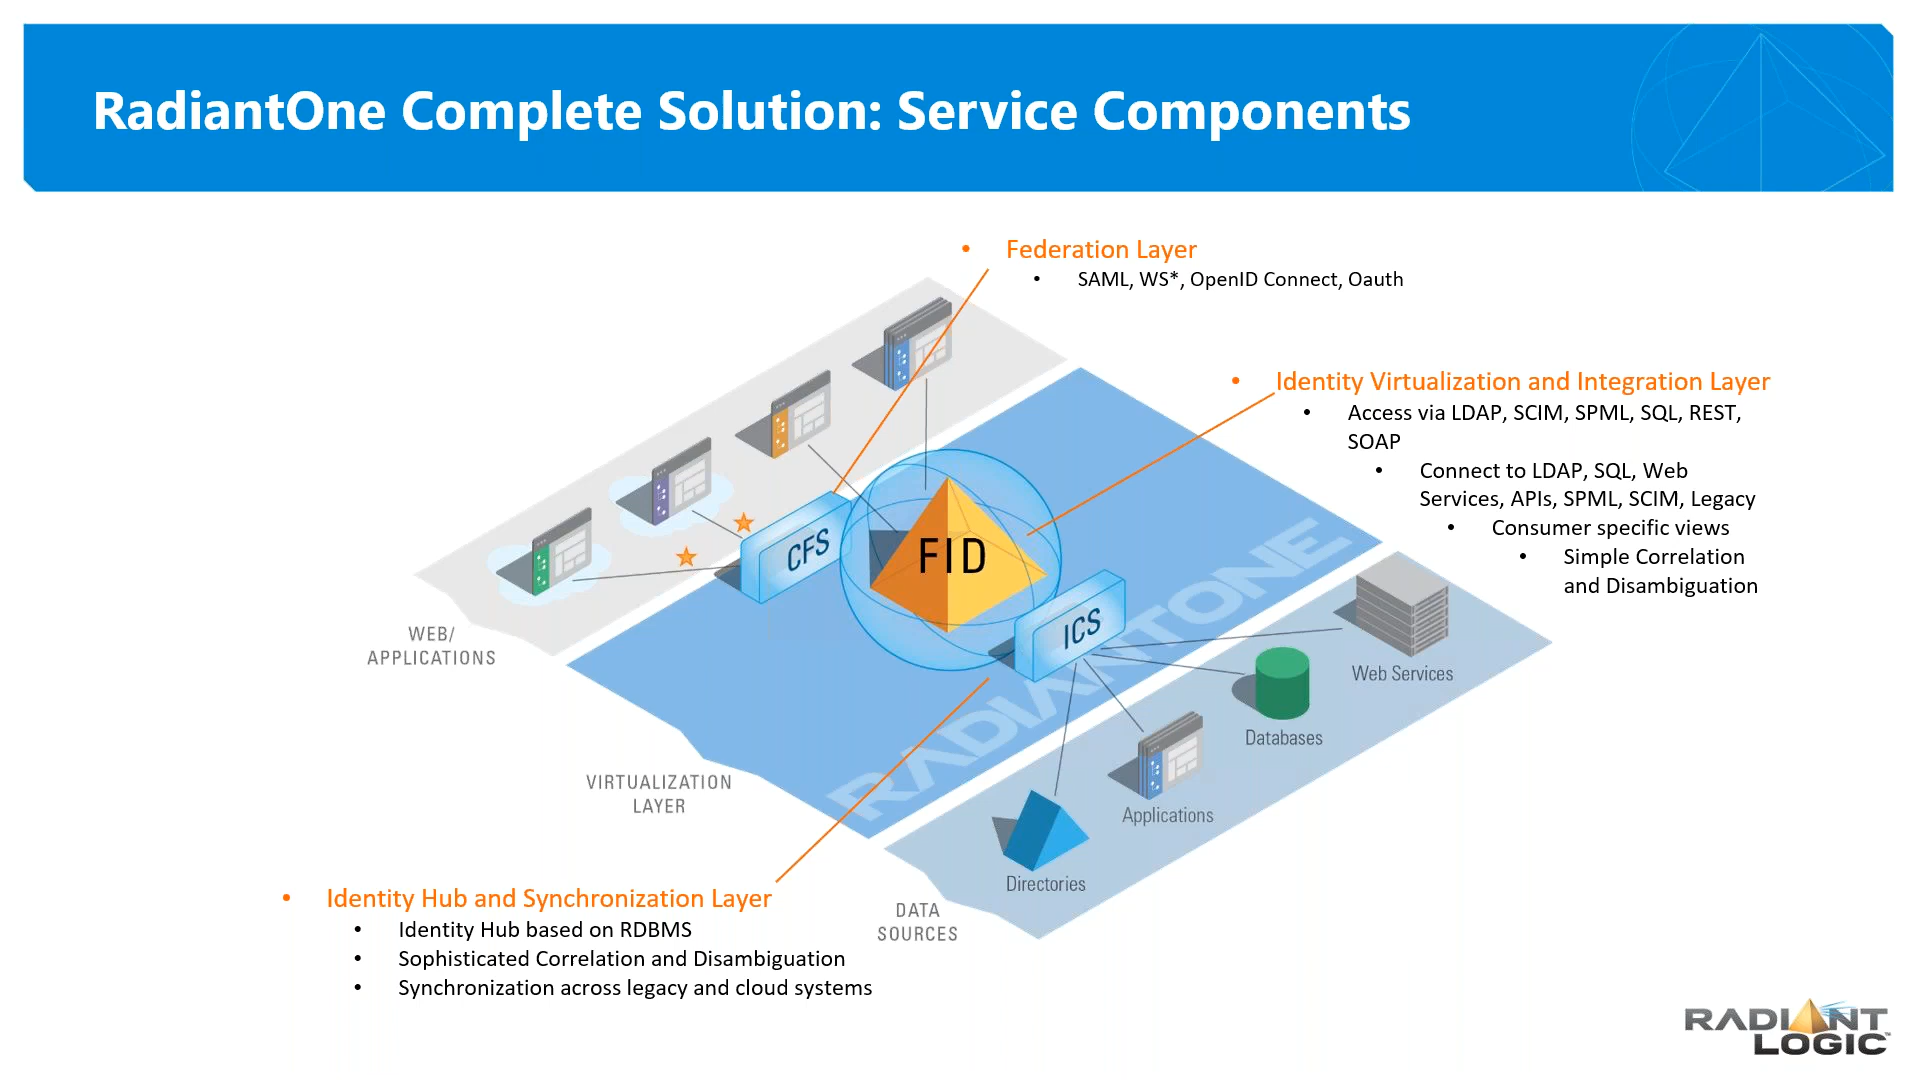 RadiantOne Complete Solution: Service Components
• Federation Layer
• SAML, WS*, OpenID Connect, Oauth
• Identity Virtualization and Integration Layer
• Access via LDAP, SCIM, SPML, SQL, REST,
SOAP
• Connect to LDAP, SQL, Web
Services, APIs, SPML, SCIM, Legacy
• Consumer specific views
• Simple Correlation
and Disambiguation
CFS
FID
ICS
RADIANTONE
WEB/
APPLICATIONS
VIRTUALIZATION
LAYER
Web Services
Databases
Applications
Directories
DATA
SOURCES
• Identity Hub and Synchronization Layer
• Identity Hub based on RDBMS
• Sophisticated Correlation and Disambiguation
• Synchronization across legacy and cloud systems
RADIANT
LOGIC™